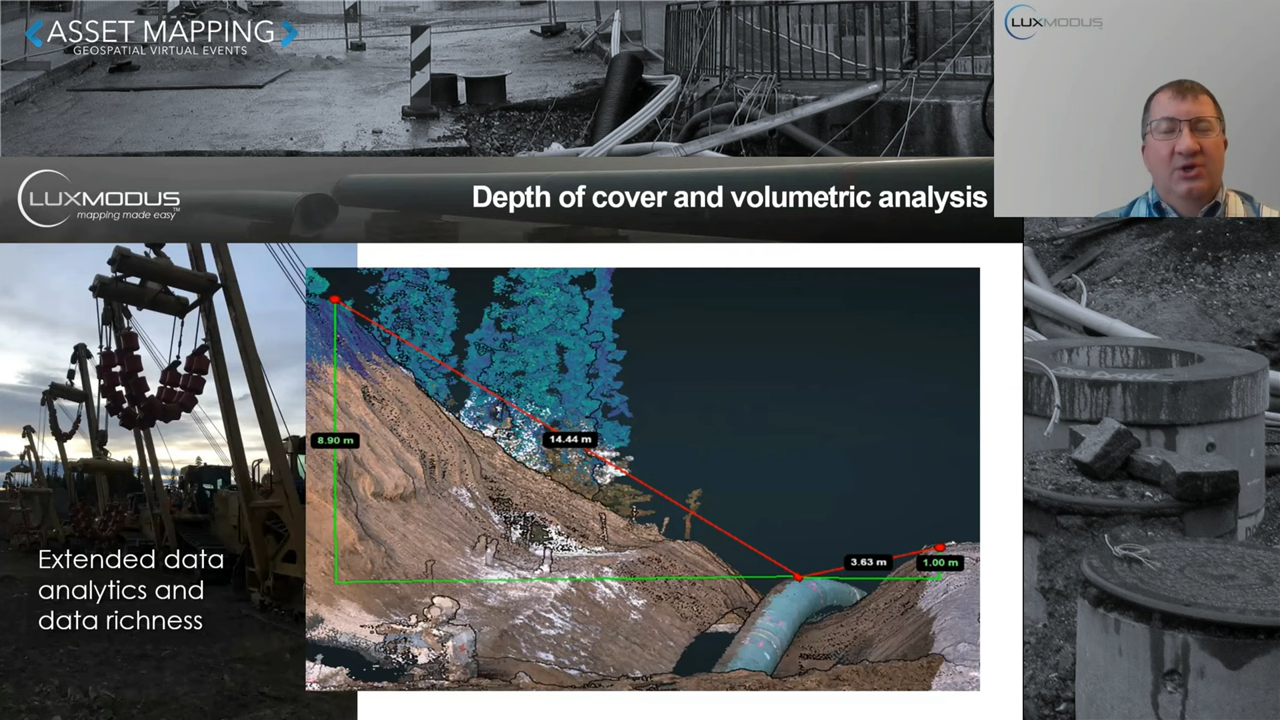 ASSET MAPPING
GEOSPATIAL VIRTUAL EVENTS
LUXMODUS
LUXMODUS™
mapping made easy
Depth of cover and volumetric analysis
8.90 m
14.44 m
3.63 m
1.00 m
Extended data
analytics and
data richness